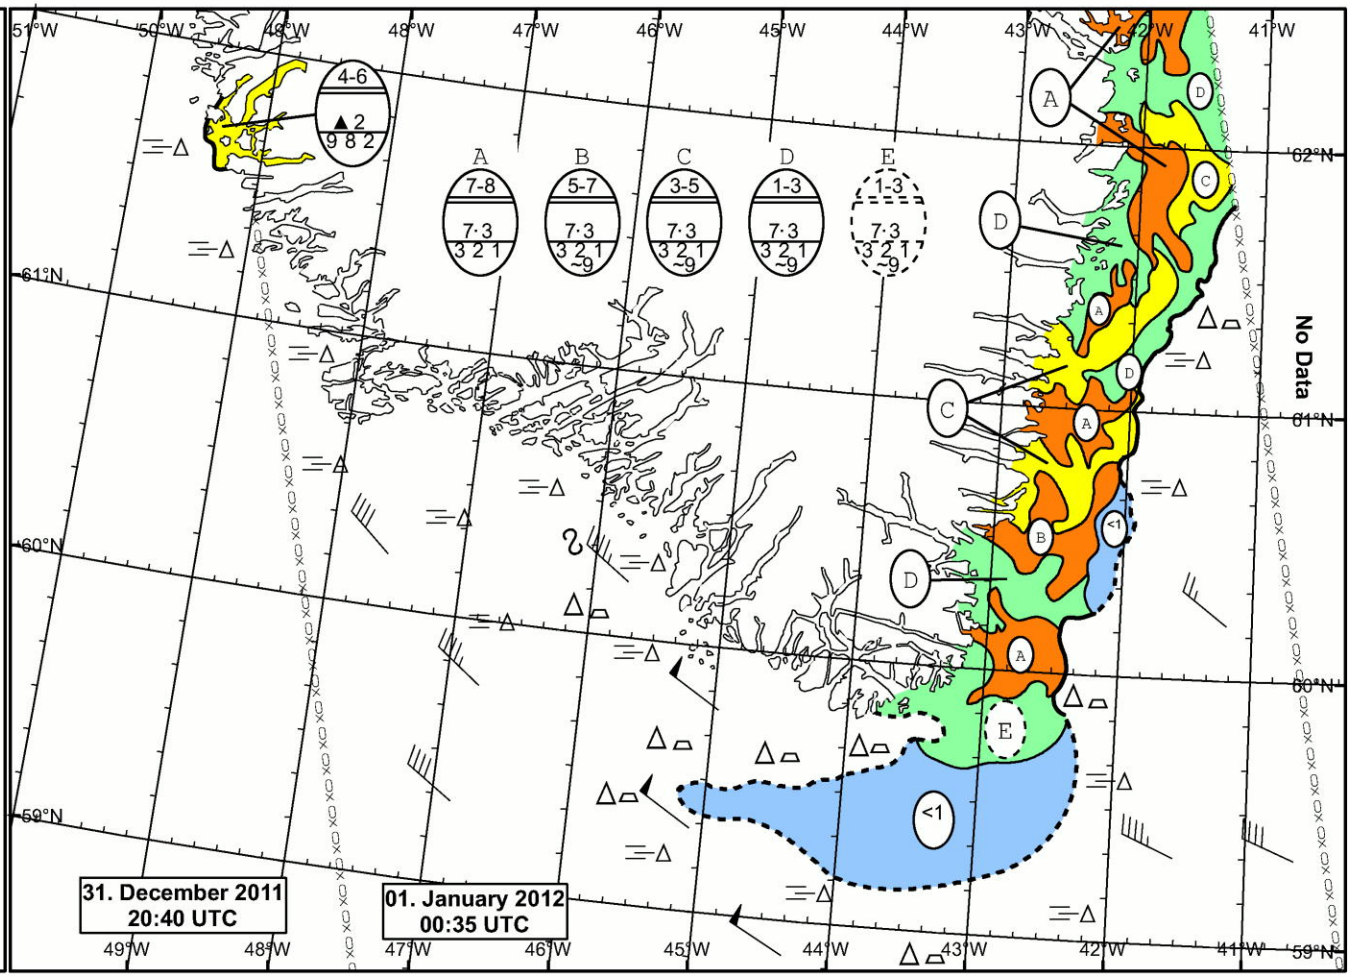 51°W 50°W 49°W 48°W 47°W 46°W 45°W 44°W 43°W 42°W 41°W
4-6
▲ 2
9 8 2
A B C D E
7-8 5-7 3-5 1-3 1-3
7·3 7·3 7·3 7·3 7·3
3 2 1 3 2 1 3 2 1 3 2 1 3 2 1
~9 ~9 ~9 ~9
A
D
62°N
C
D
61°N
A
No Data
D
C
A
61°N
B
<1
60°N
D
A
60°N
E
<1
59°N
31. December 2011
20:40 UTC
01. January 2012
00:35 UTC
49°W 48°W 47°W 46°W 45°W 44°W 43°W 42°W 41°W
59°N